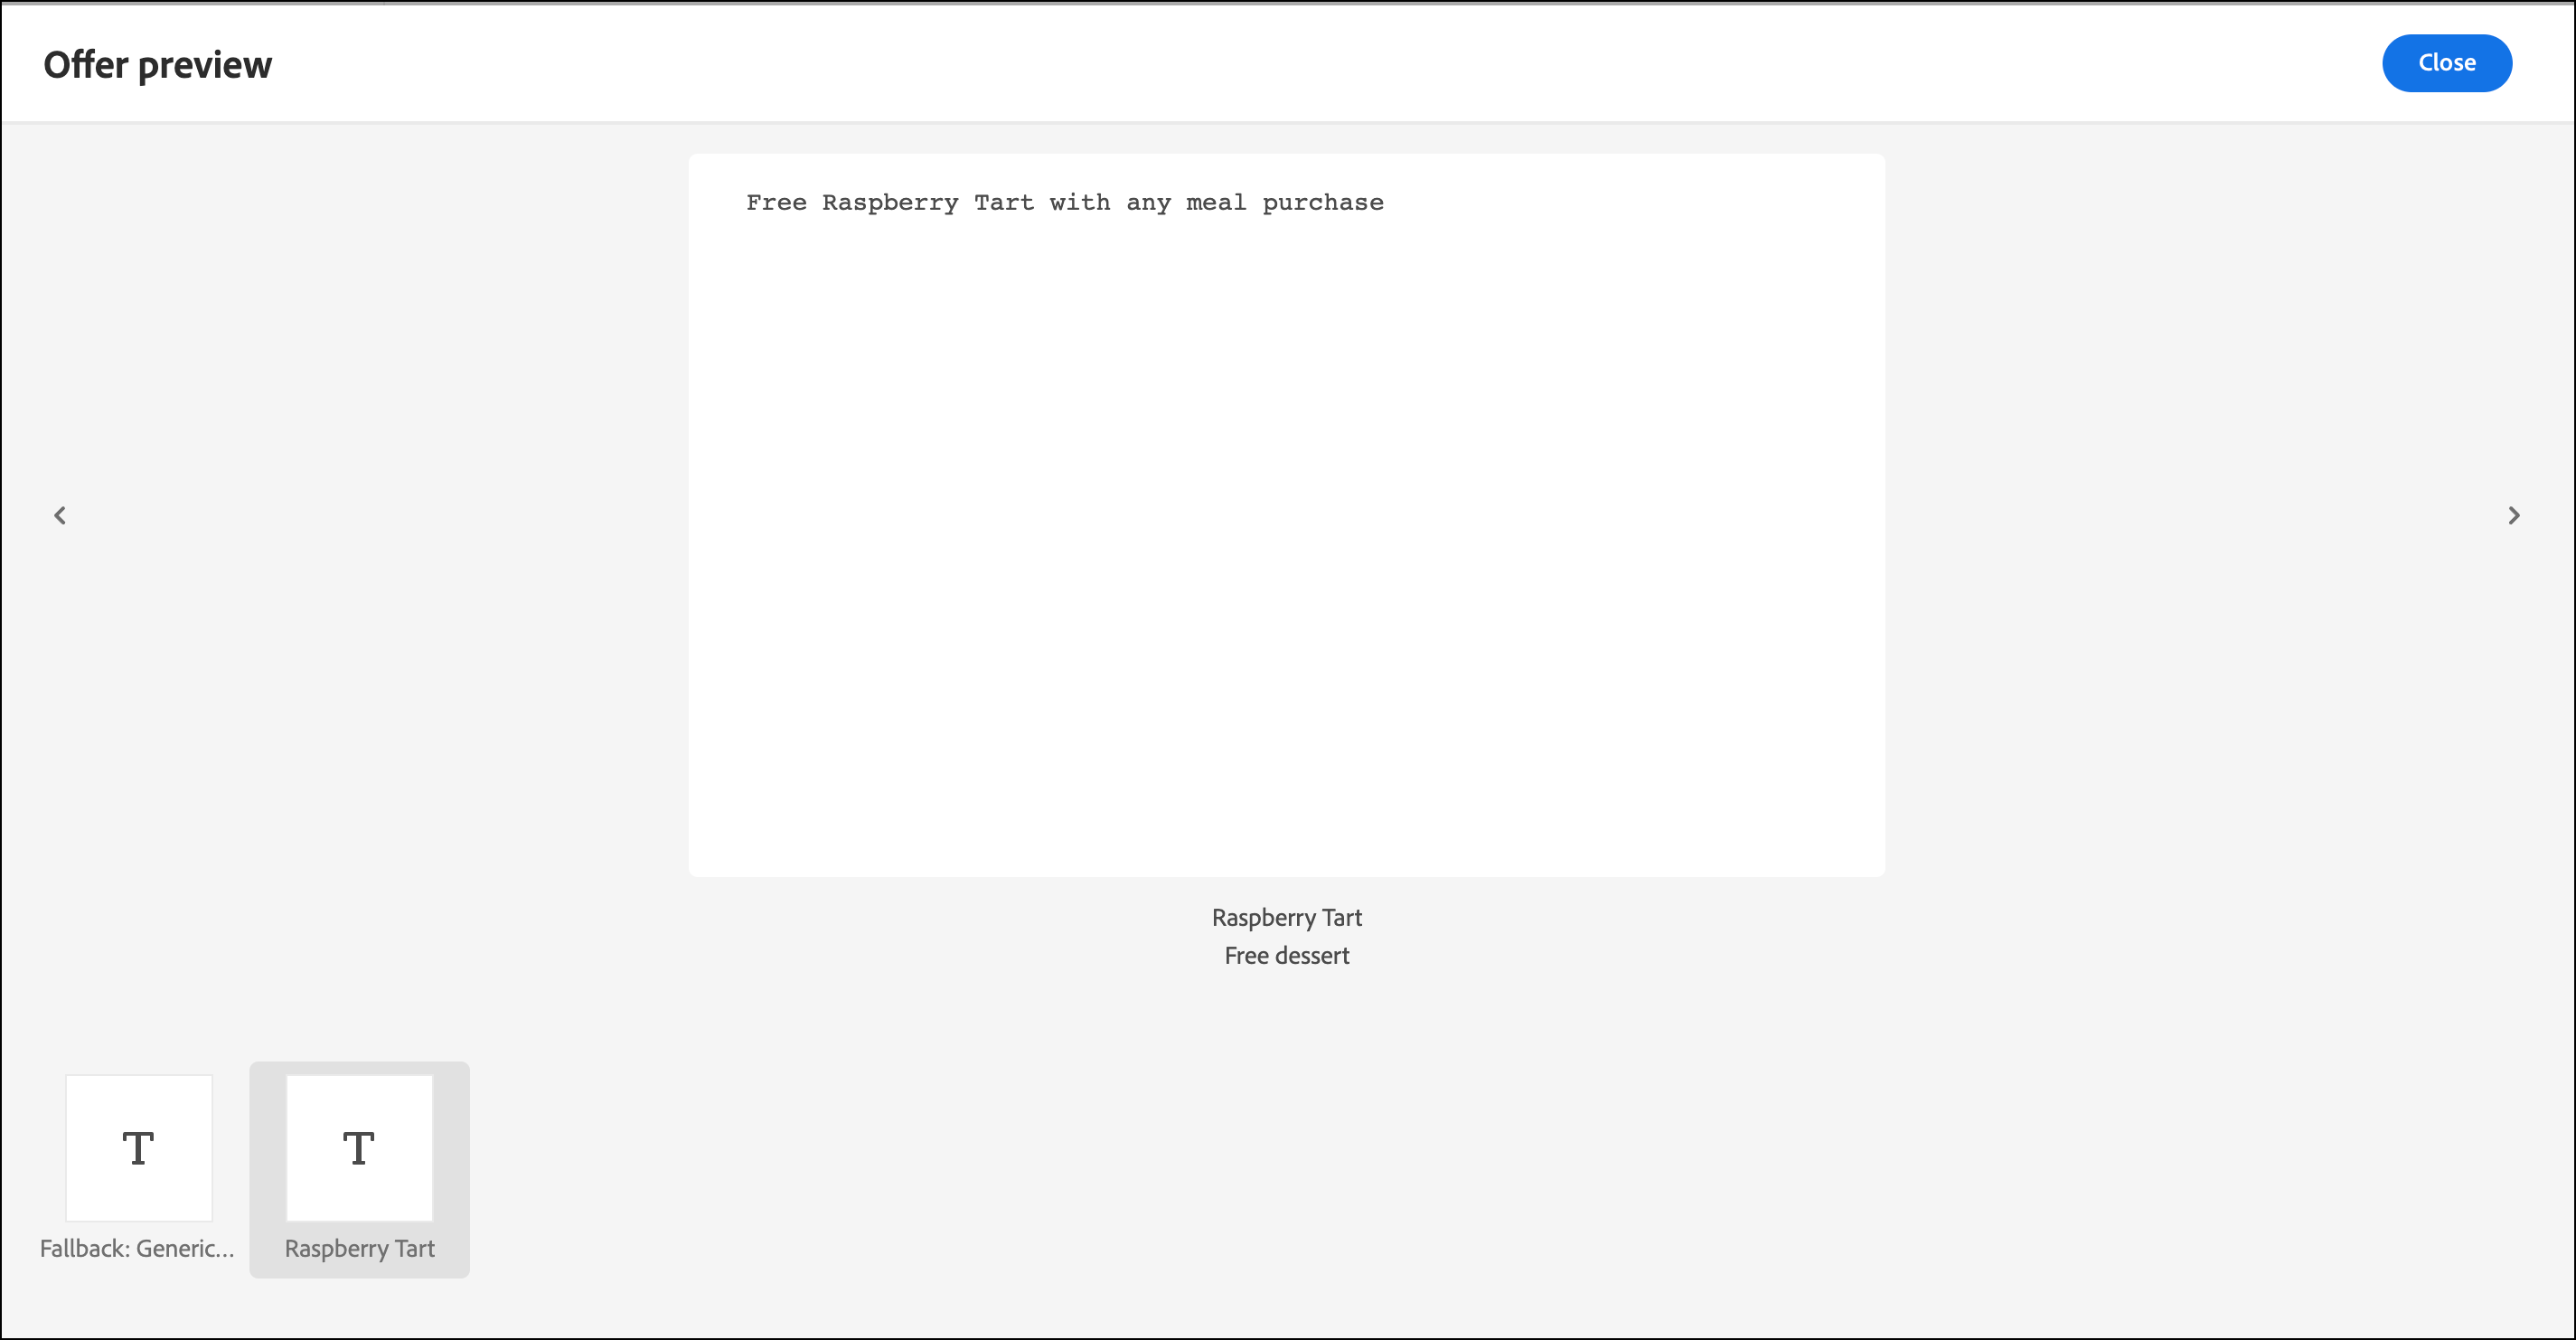 Offer preview
Close
Free Raspberry Tart with any meal purchase
Raspberry Tart
Free dessert
T
T
Fallback: Generic...
Raspberry Tart